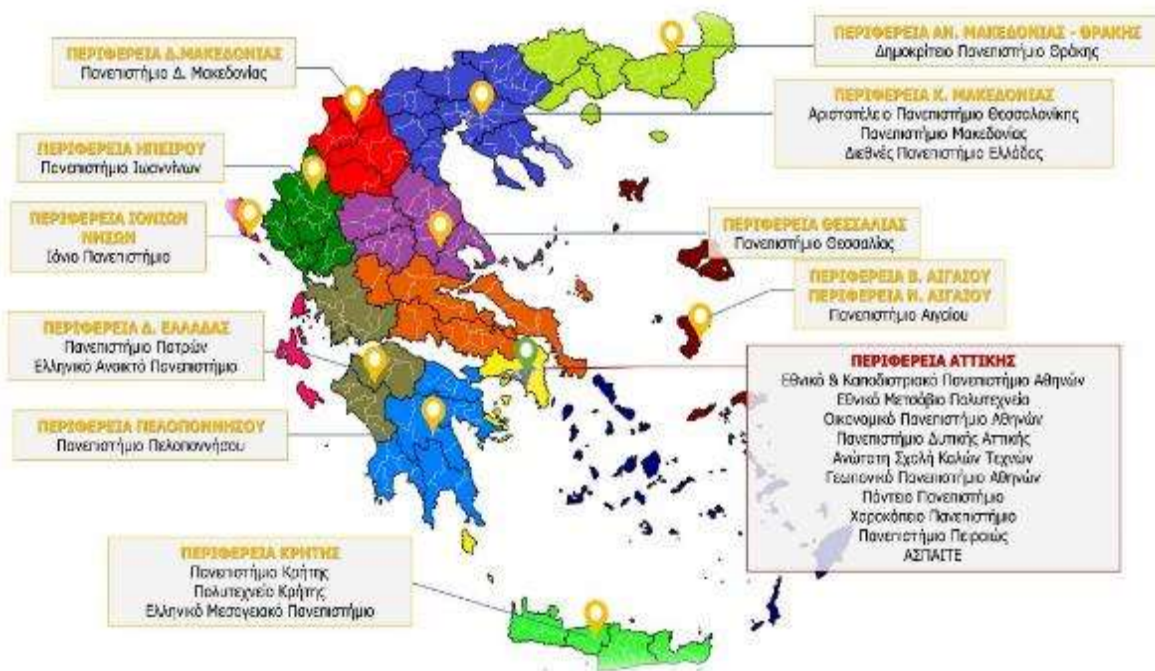 ΠΕΡΙΦΕΡΕΙΑ Δ.ΜΑΚΕΔΟΝΙΑΣ
Πανεπιστήμιο Δ. Μακεδονίας
ΠΕΡΙΦΕΡΕΙΑ ΑΝ. ΜΑΚΕΔΟΝΙΑΣ - ΘΡΑΚΗΣ
Δημοκρίτειο Πανεπιστήμιο Θράκης
ΠΕΡΙΦΕΡΕΙΑ Κ. ΜΑΚΕΔΟΝΙΑΣ
Αριστοτέλειο Πανεπιστήμιο Θεσσαλονίκης
Πανεπιστήμιο Μακεδονίας
Διεθνές Πανεπιστήμιο Ελλάδος
ΠΕΡΙΦΕΡΕΙΑ ΗΠΕΙΡΟΥ
Πανεπιστήμιο Ιωαννίνων
ΠΕΡΙΦΕΡΕΙΑ ΙΟΝΙΩΝ
ΝΗΣΩΝ
Ιόνιο Πανεπιστήμιο
ΠΕΡΙΦΕΡΕΙΑ ΘΕΣΣΑΛΙΑΣ
Πανεπιστήμιο Θεσσαλίας
ΠΕΡΙΦΕΡΕΙΑ Β. ΑΙΓΑΙΟΥ
ΠΕΡΙΦΕΡΕΙΑ Ν. ΑΙΓΑΙΟΥ
Πανεπιστήμιο Αιγαίου
ΠΕΡΙΦΕΡΕΙΑ Δ. ΕΛΛΑΔΑΣ
Πανεπιστήμιο Πατρών
Ελληνικό Ανοικτό Πανεπιστήμιο
ΠΕΡΙΦΕΡΕΙΑ ΠΕΛΟΠΟΝΝΗΣΟΥ
Πανεπιστήμιο Πελοποννήσου
ΠΕΡΙΦΕΡΕΙΑ ΑΤΤΙΚΗΣ
Εθνικό & Καποδιστριακό Πανεπιστήμιο Αθηνών
Εθνικό Μετσόβιο Πολυτεχνείο
Οικονομικό Πανεπιστήμιο Αθηνών
Πανεπιστήμιο Δυτικής Αττικής
Ανώτατη Σχολή Καλών Τεχνών
Γεωπονικό Πανεπιστήμιο Αθηνών
Πάντειο Πανεπιστήμιο
Χαροκόπειο Πανεπιστήμιο
Πανεπιστήμιο Πειραιώς
ΑΣΠΑΙΤΕ
ΠΕΡΙΦΕΡΕΙΑ ΚΡΗΤΗΣ
Πανεπιστήμιο Κρήτης
Πολυτεχνείο Κρήτης
Ελληνικό Μεσογειακό Πανεπιστήμιο